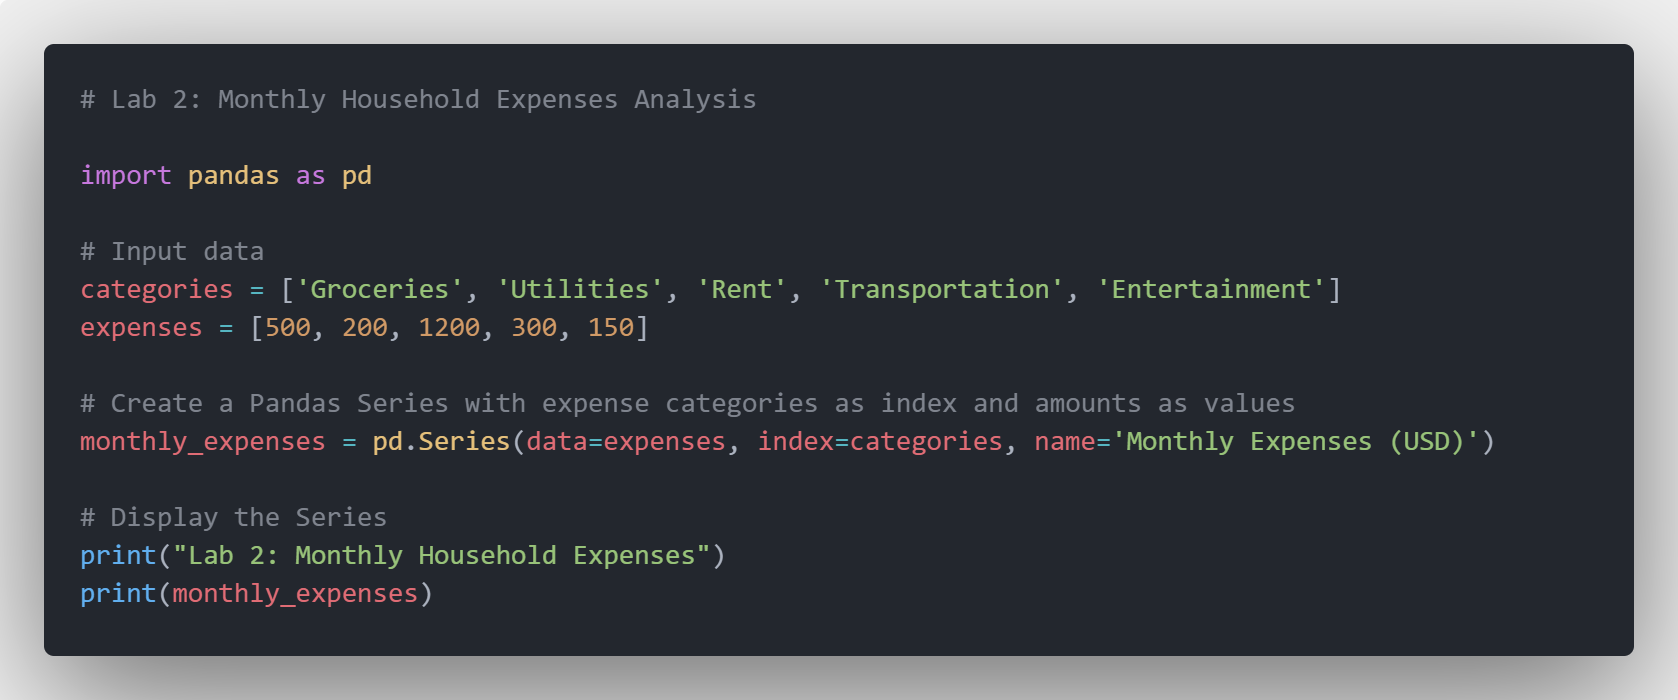 # Lab 2: Monthly Household Expenses Analysis
import pandas as pd
# Input data
categories = ['Groceries', 'Utilities', 'Rent', 'Transportation', 'Entertainment']
expenses = [500, 200, 1200, 300, 150]
# Create a Pandas Series with expense categories as index and amounts as values
monthly_expenses = pd.Series(data=expenses, index=categories, name='Monthly Expenses (USD)')
# Display the Series
print("Lab 2: Monthly Household Expenses")
print(monthly_expenses)